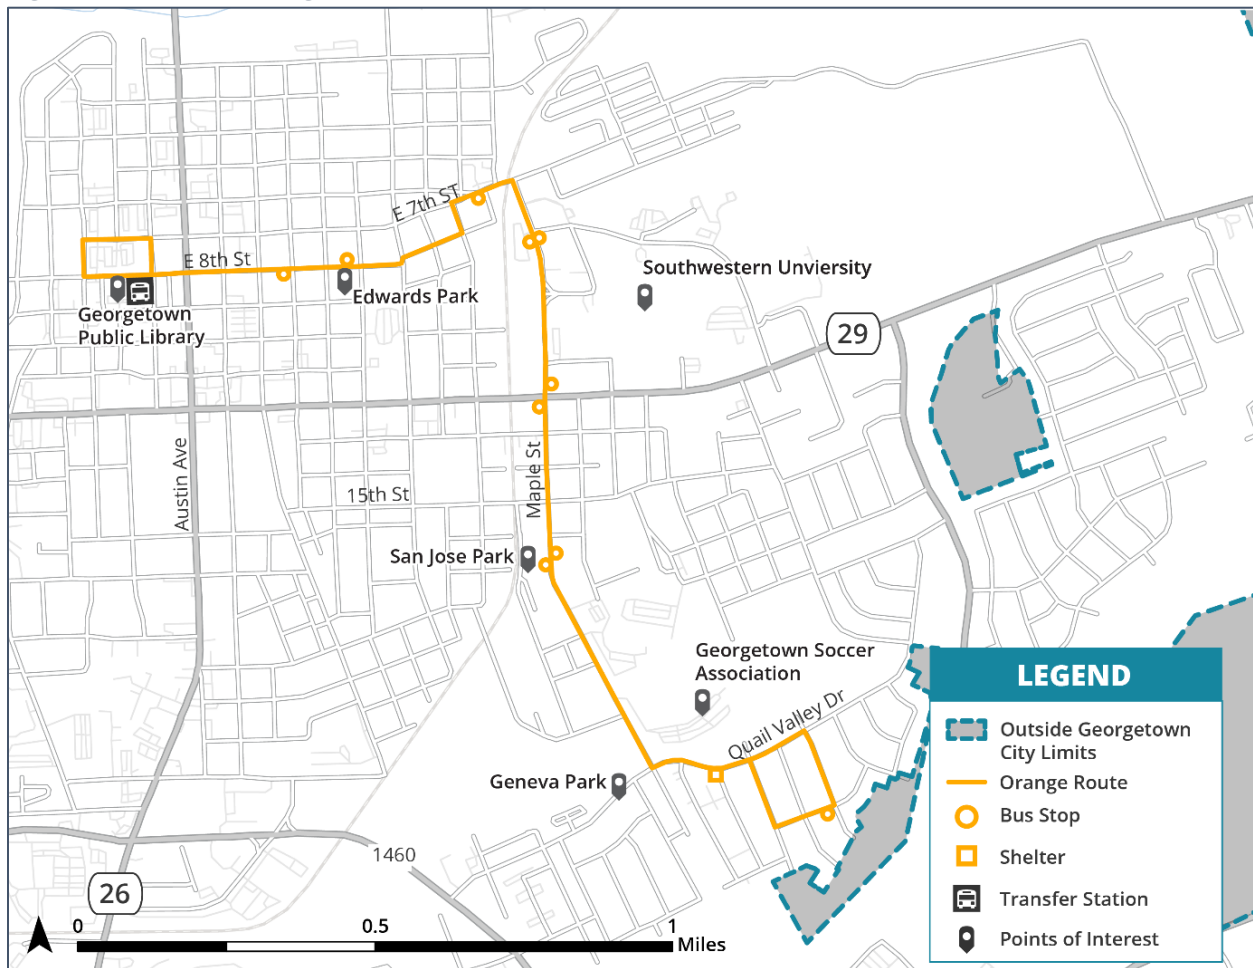 E 7th ST
E 8th St
Southwestern Unviersity
Edwards Park
Georgetown
Public Library
29
Austin Ave
Maple St
15th St
San Jose Park
Georgetown Soccer
Association
Quail Valley Dr
Geneva Park
1460
26
0
0.5
1
Miles
LEGEND
Outside Georgetown
City Limits
Orange Route
Bus Stop
Shelter
Transfer Station
Points of Interest